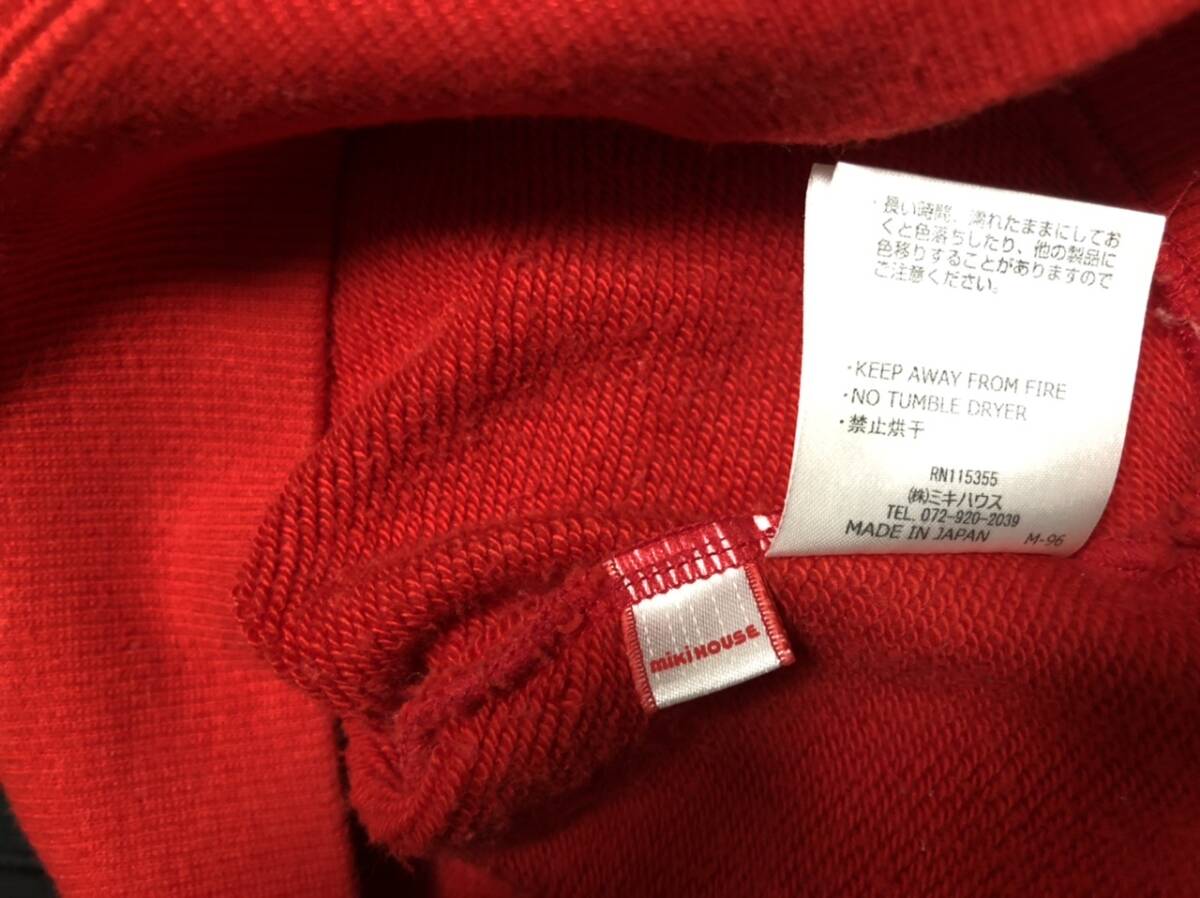 ・長い時間、濡れたままにしてお
くと色落ちしたり、他の製品に
色移りすることがありますので
ご注意ください。
・KEEP AWAY FROM FIRE
・NO TUMBLE DRYER
・禁止烘干
RN115355
㈱ミキハウス
TEL. 072-920-2039
MADE IN JAPAN M-96
miki HOUSE